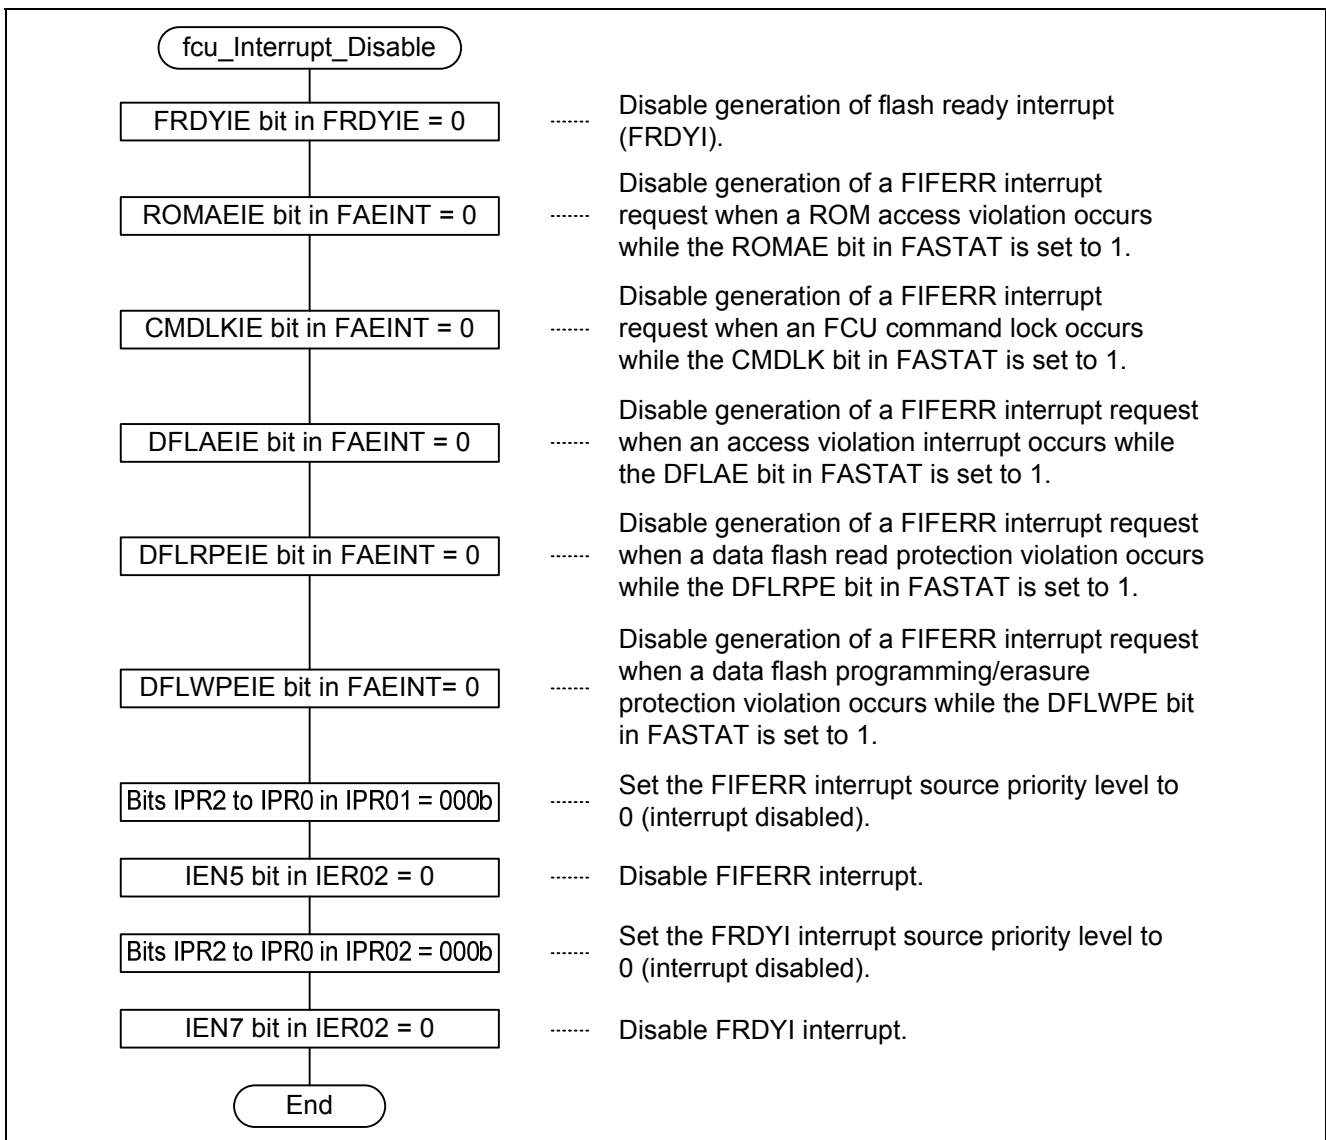 fcu_Interrupt_Disable
FRDYIE bit in FRDYIE = 0
Disable generation of flash ready interrupt
(FRDYI).
ROMAEIE bit in FAEINT = 0
Disable generation of a FIFERR interrupt
request when a ROM access violation occurs
while the ROMAE bit in FASTAT is set to 1.
CMDLKIE bit in FAEINT = 0
Disable generation of a FIFERR interrupt
request when an FCU command lock occurs
while the CMDLK bit in FASTAT is set to 1.
DFLAEIE bit in FAEINT = 0
Disable generation of a FIFERR interrupt request
when an access violation interrupt occurs while
the DFLAE bit in FASTAT is set to 1.
DFLRPEIE bit in FAEINT = 0
Disable generation of a FIFERR interrupt request
when a data flash read protection violation occurs
while the DFLRPE bit in FASTAT is set to 1.
DFLWPEIE bit in FAEINT= 0
Disable generation of a FIFERR interrupt request
when a data flash programming/erasure
protection violation occurs while the DFLWPE bit
in FASTAT is set to 1.
Bits IPR2 to IPR0 in IPR01 = 000b
Set the FIFERR interrupt source priority level to
0 (interrupt disabled).
IEN5 bit in IER02 = 0
Disable FIFERR interrupt.
Bits IPR2 to IPR0 in IPR02 = 000b
Set the FRDYI interrupt source priority level to
0 (interrupt disabled).
IEN7 bit in IER02 = 0
Disable FRDYI interrupt.
End